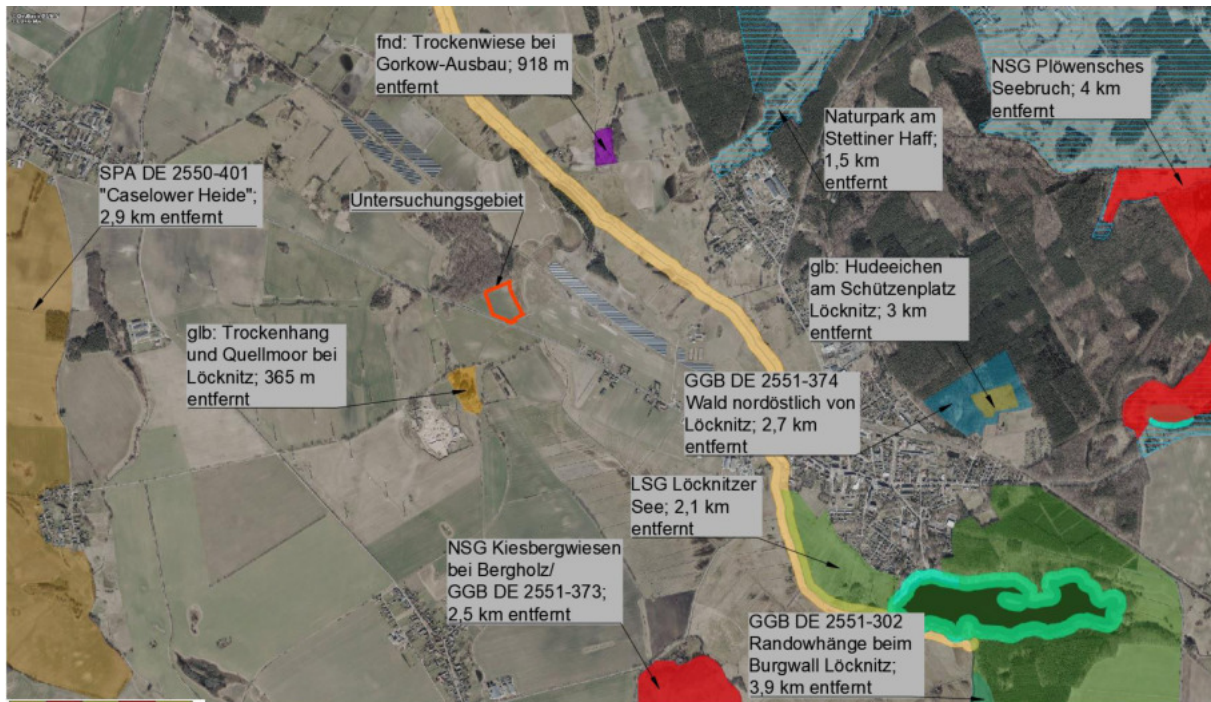 fnd: Trockenwiese bei
Gorkow-Ausbau; 918 m
entfernt
NSG Plöwensches
Seebruch; 4 km
entfernt
Naturpark am
Stettiner Haff;
1,5 km
entfernt
SPA DE 2550-401
"Caselower Heide";
2,9 km entfernt
Untersuchungsgebiet
glb: Hudeeichen
am Schützenplatz
Löcknitz; 3 km
entfernt
glb: Trockenhang
und Quellmoor bei
Löcknitz; 365 m
entfernt
GGB DE 2551-374
Wald nordöstlich von
Löcknitz; 2,7 km
entfernt
LSG Löcknitzer
See; 2,1 km
entfernt
NSG Kiesbergwiesen
bei Bergholz/
GGB DE 2551-373;
2,5 km entfernt
GGB DE 2551-302
Randowhänge beim
Burgwall Löcknitz;
3,9 km entfernt